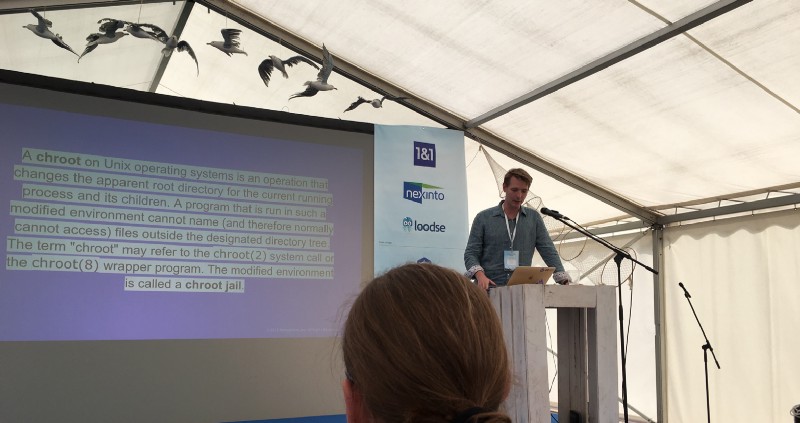 A chroot on Unix operating systems is an operation that
changes the apparent root directory for the current running
process and its children. A program that is run in such a
modified environment cannot name (and therefore normally
cannot access) files outside the designated directory tree.
The term "chroot" may refer to the chroot(2) system call or
the chroot(8) wrapper program. The modified environment
is called a chroot jail.
1&1
nexinto
loodse